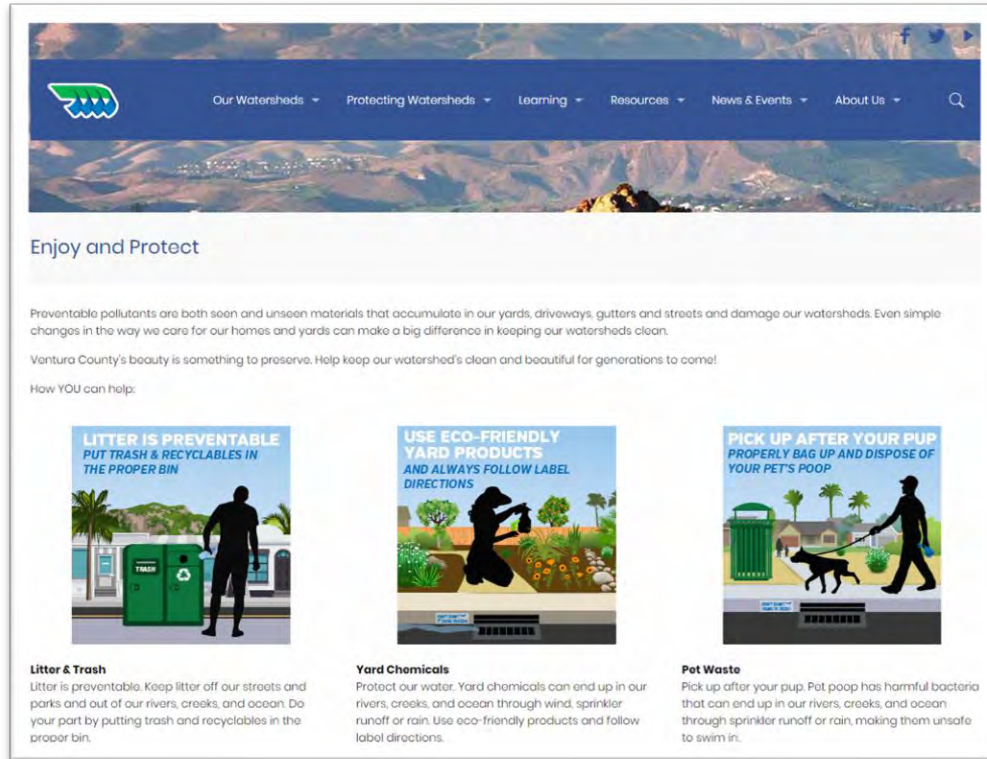 Our Watersheds Protecting Watersheds Learning Resources News & Events About Us
Enjoy and Protect
Preventable pollutants are both seen and unseen materials that accumulate in our yards, driveways, gutters and streets and damage our watersheds. Even simple
changes in the way we care for our homes and yards can make a big difference in keeping our watersheds clean.
Ventura County's beauty is something to preserve. Help keep our watershed's clean and beautiful for generations to come!
How YOU can help:
LITTER IS PREVENTABLE
PUT TRASH & RECYCLABLES IN
THE PROPER BIN
TRASH
USE ECO-FRIENDLY
YARD PRODUCTS
AND ALWAYS FOLLOW LABEL
DIRECTIONS
PICK UP AFTER YOUR PUP
PROPERLY BAG UP AND DISPOSE OF
YOUR PET'S POOP
Litter & Trash
Litter is preventable. Keep litter off our streets and
parks and out of our rivers, creeks, and ocean. Do
your part by putting trash and recyclables in the
proper bin.
Yard Chemicals
Protect our water. Yard chemicals can end up in our
rivers, creeks, and ocean through wind, sprinkler
runoff or rain. Use eco-friendly products and follow
label directions.
Pet Waste
Pick up after your pup. Pet poop has harmful bacteria
that can end up in our rivers, creeks, and ocean
through sprinkler runoff or rain, making them unsafe
to swim in.